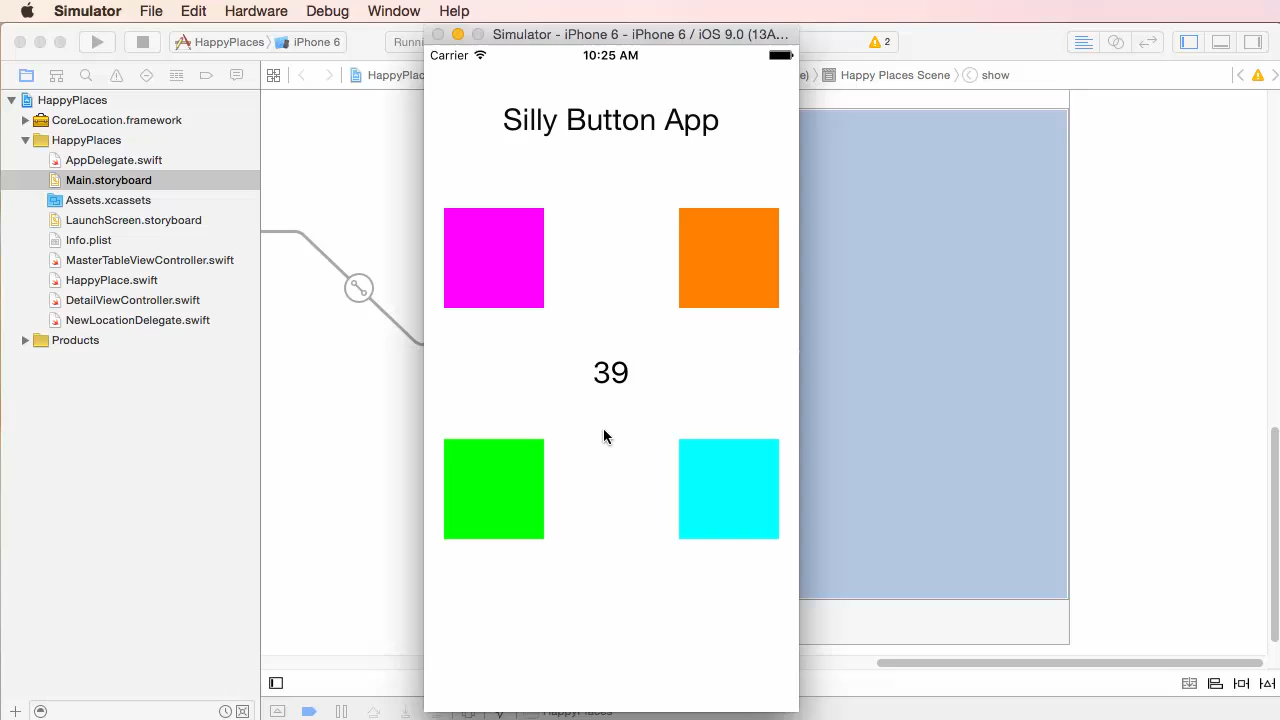 Simulator File Edit Hardware Debug Window Help
Simulator - iPhone 6 - iPhone 6 / iOS 9.0 (13A...
HappyPlaces iPhone 6
2
Carrier
10:25 AM
Happy Places Scene
show
HappyPlaces
CoreLocation.framework
HappyPlaces
AppDelegate.swift
Main.storyboard
Assets.xcassets
LaunchScreen.storyboard
Info.plist
MasterTableViewController.swift
HappyPlace.swift
DetailViewController.swift
NewLocationDelegate.swift
Products
Silly Button App
39